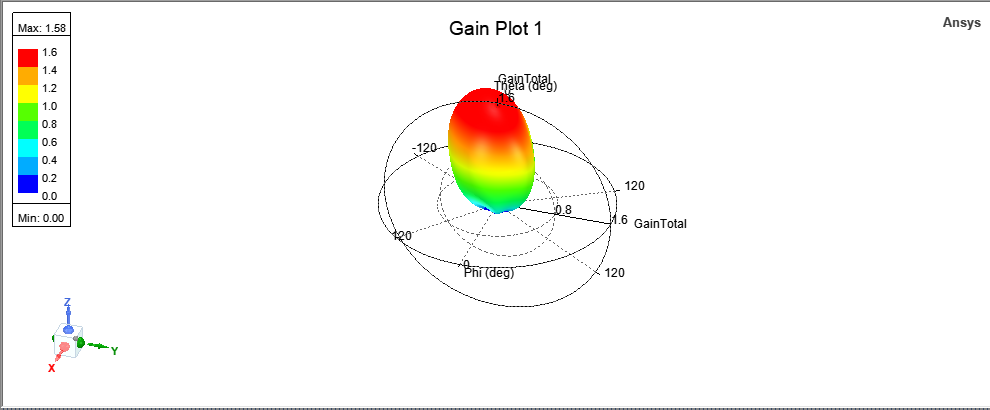 Gain Plot 1
Ansys
Max: 1.58
1.6
1.4
1.2
1.0
0.8
0.6
0.4
0.2
0.0
Min: 0.00
GainTotal
Theta (deg)
1.6
-120
120
0.8
1.6
GainTotal
120
0
Phi (deg)
120
Z
Y
X